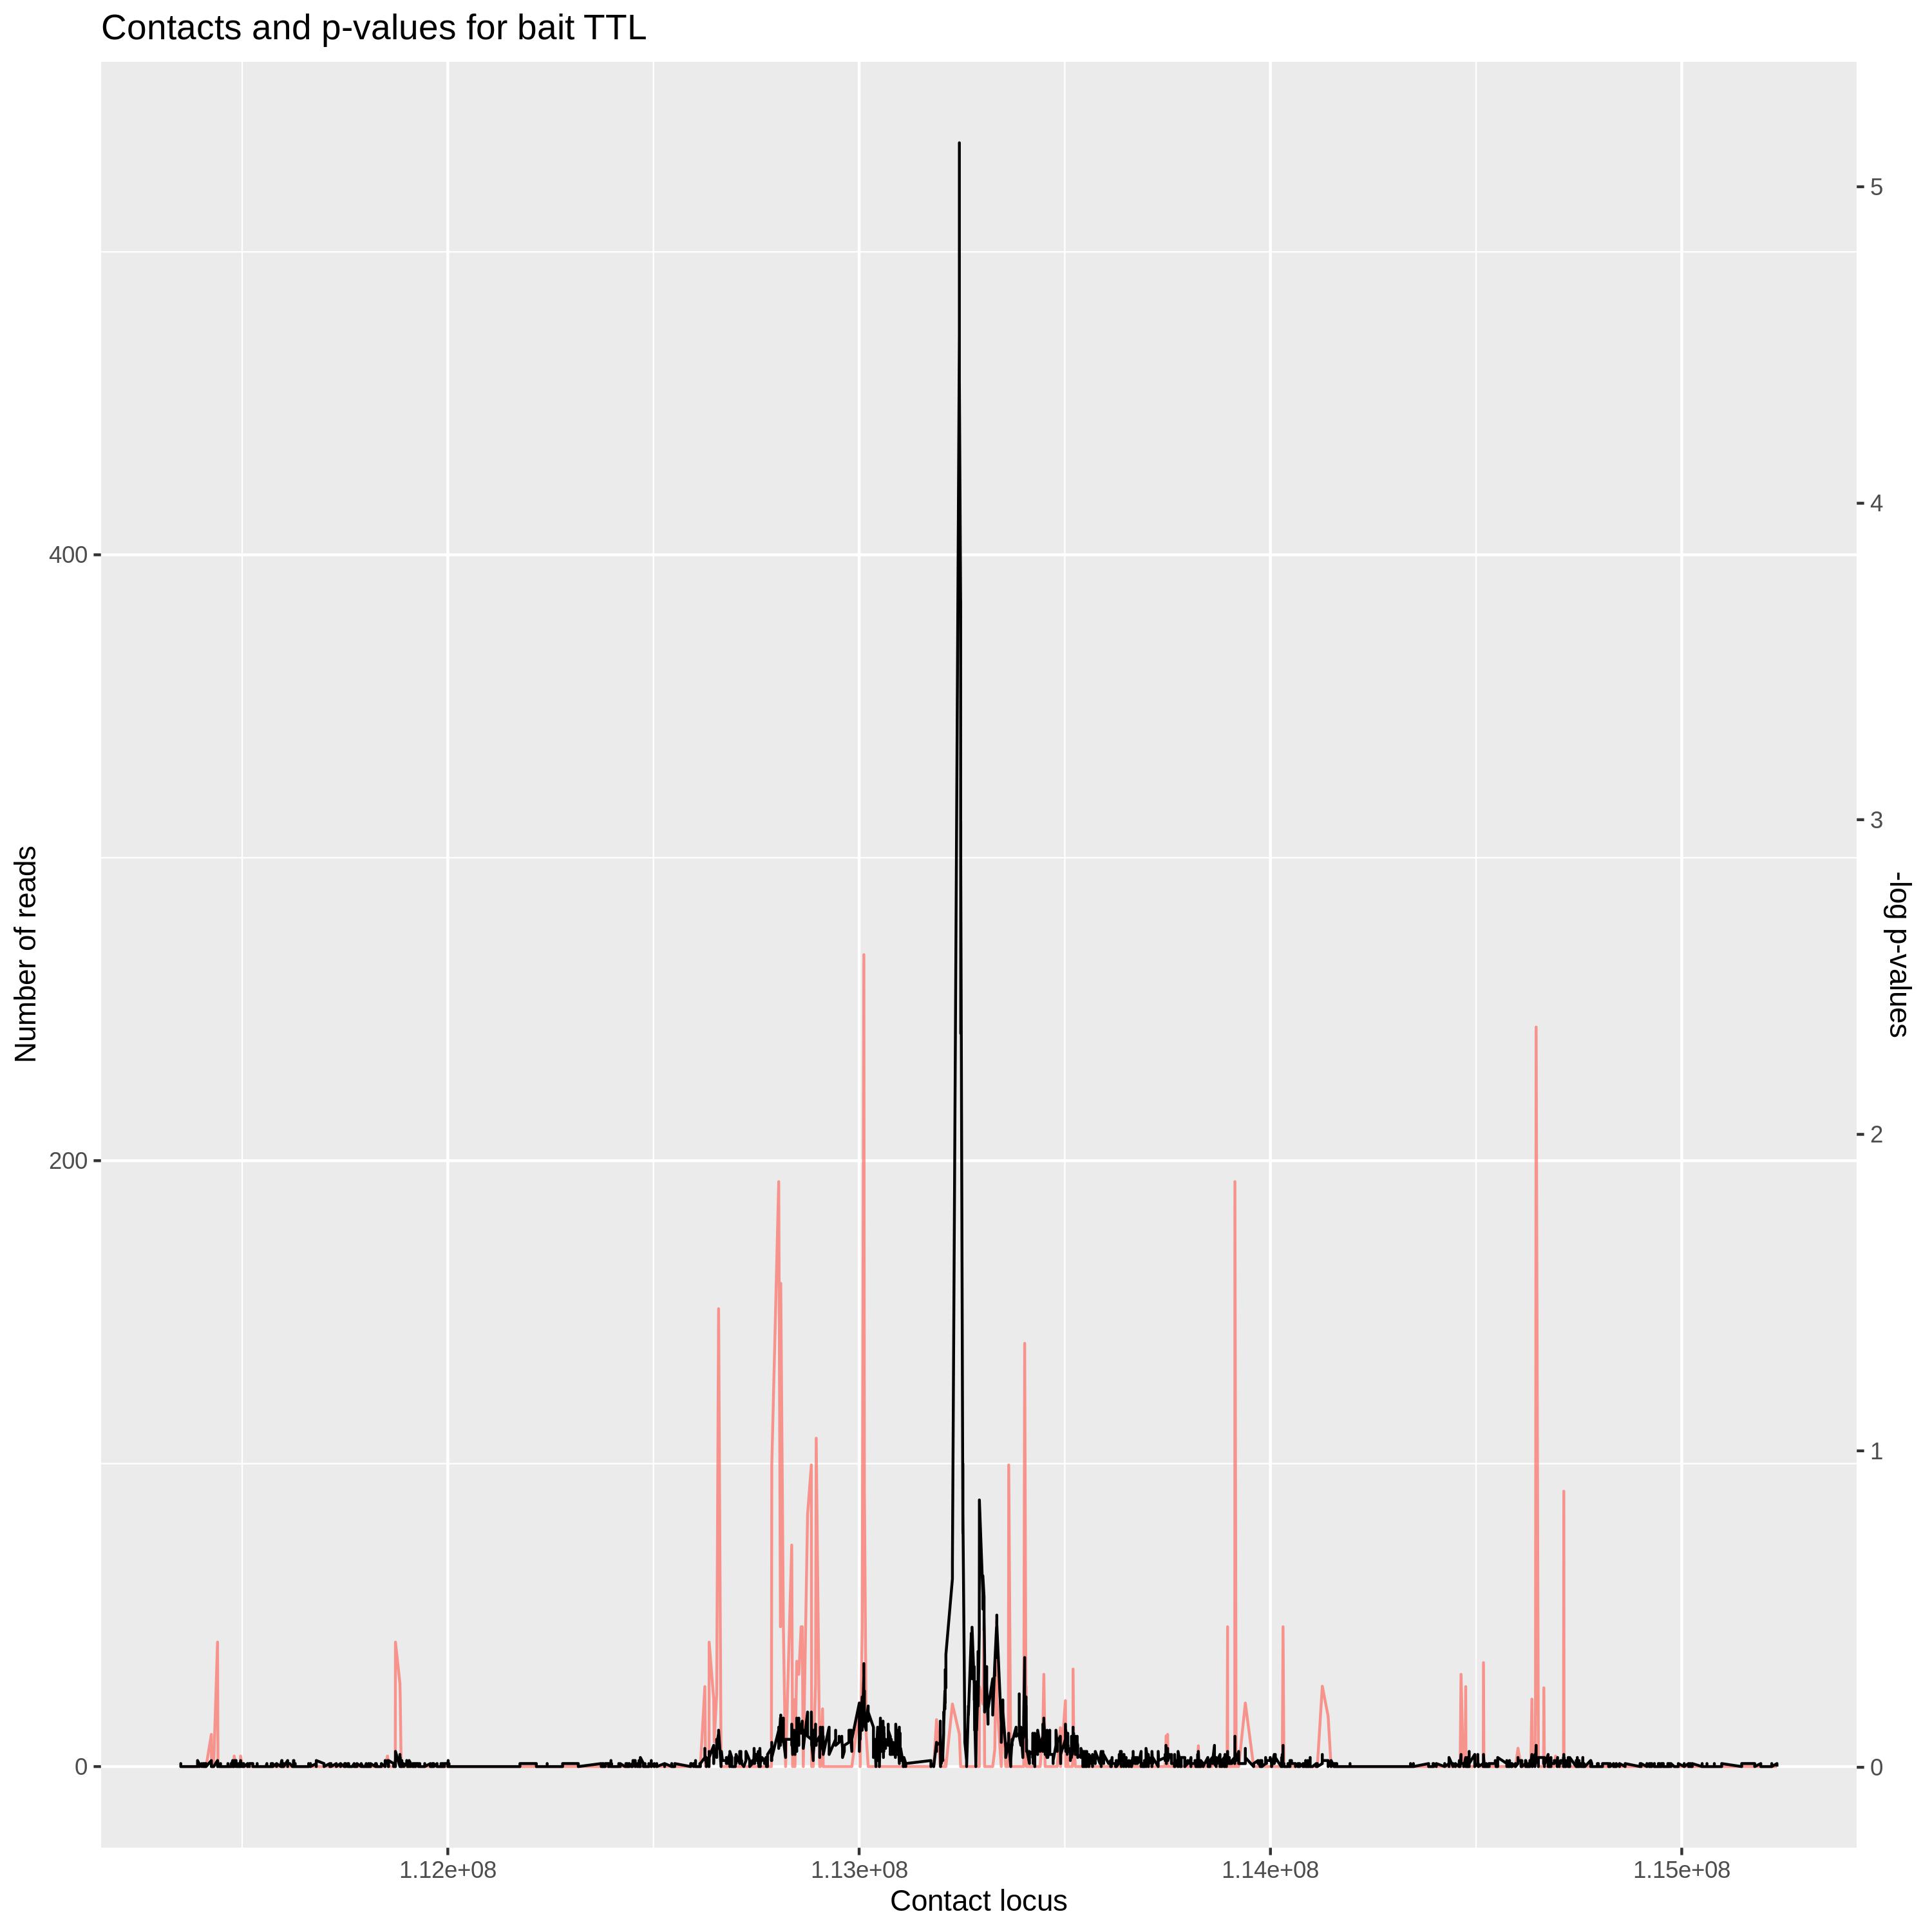 Contacts and p-values for bait TTL
Number of reads
400
200
0
5
4
3
2
1
0
-log p-values
1.12e+08
1.13e+08
1.14e+08
1.15e+08
Contact locus